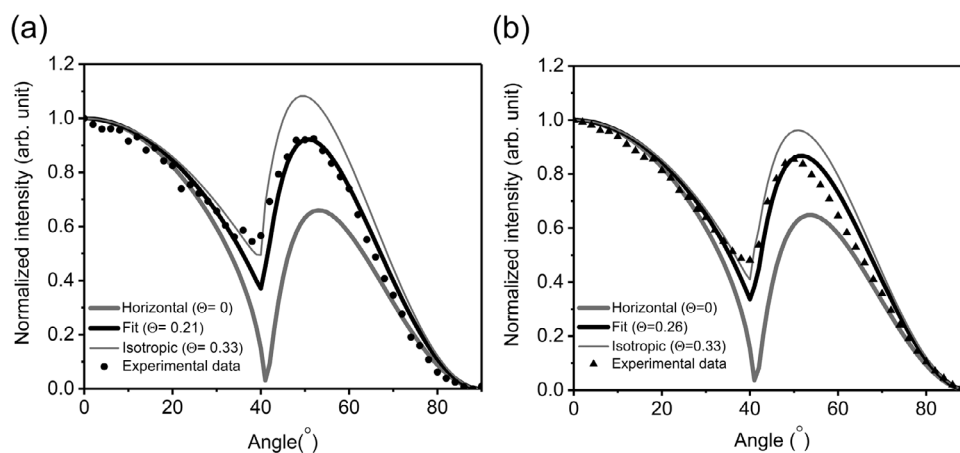 (a)
1.2
1.0
0.8
0.6
0.4
0.2
0.0
Normalized intensity (arb. unit)
Horizontal (Θ= 0)
Fit (Θ= 0.21)
Isotropic (Θ= 0.33)
Experimental data
0 20 40 60 80
Angle(°)
(b)
1.2
1.0
0.8
0.6
0.4
0.2
0.0
Normalized intensity (arb. unit)
Horizontal (Θ=0)
Fit (Θ=0.26)
Isotropic (Θ=0.33)
Experimental data
0 20 40 60 80
Angle (°)